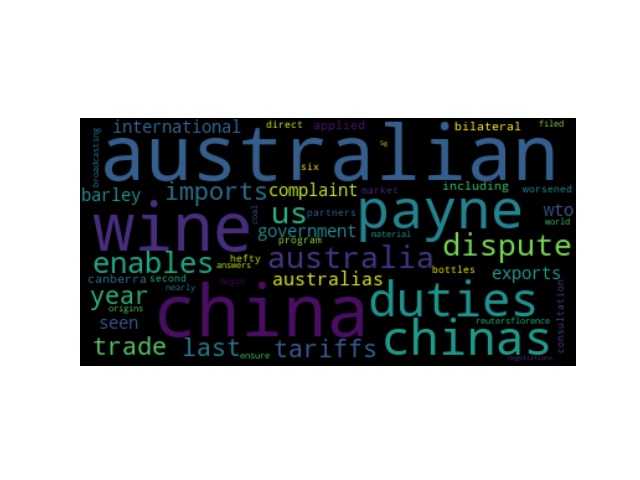 international direct applied bilateral filed
broadcasting
australian
5g
six
barley imports complaint market including worsened
wine coal us partners payne wto
world
government material
program
enables hefty australia dispute
answers
bottles
canberra second begin australias exports
nearly
year china duties consultation
origins
seen reutersflorence
chinas
trade last tariffs
ensure
negotiations